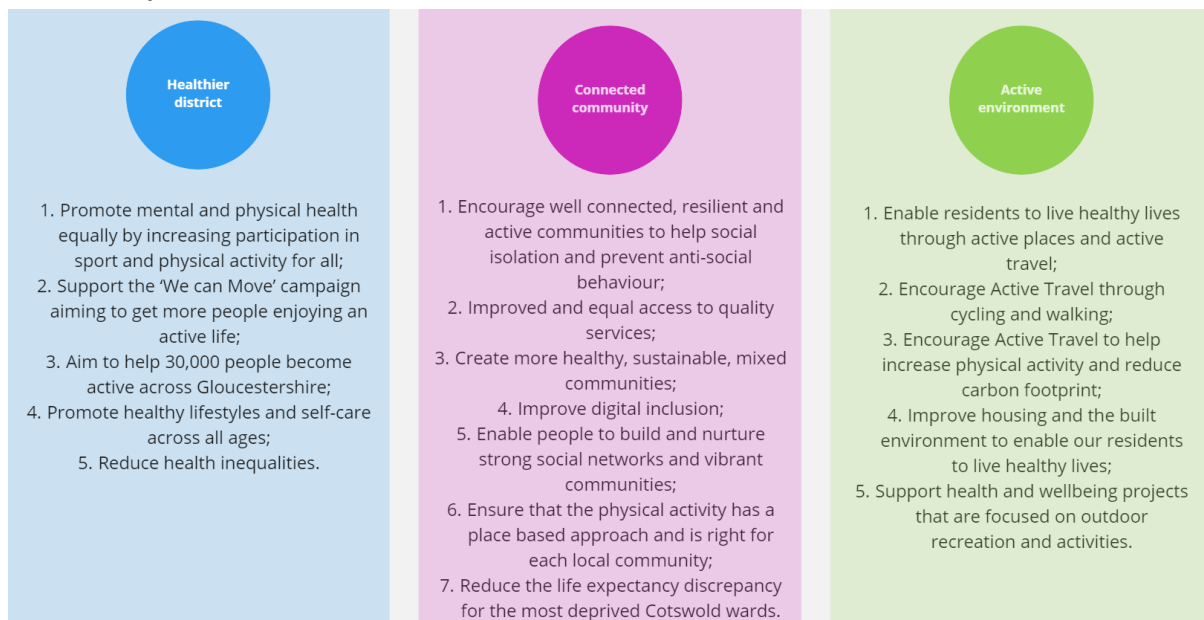 Healthier
district
1. Promote mental and physical health
equally by increasing participation in
sport and physical activity for all;
2. Support the ‘We can Move’ campaign
aiming to get more people enjoying an
active life;
3. Aim to help 30,000 people become
active across Gloucestershire;
4. Promote healthy lifestyles and self-care
across all ages;
5. Reduce health inequalities.
Connected
community
1. Encourage well connected, resilient and
active communities to help social
isolation and prevent anti-social
behaviour;
2. Improved and equal access to quality
services;
3. Create more healthy, sustainable, mixed
communities;
4. Improve digital inclusion;
5. Enable people to build and nurture
strong social networks and vibrant
communities;
6. Ensure that the physical activity has a
place based approach and is right for
each local community;
7. Reduce the life expectancy discrepancy
for the most deprived Cotswold wards.
Active
environment
1. Enable residents to live healthy lives
through active places and active
travel;
2. Encourage Active Travel through
cycling and walking;
3. Encourage Active Travel to help
increase physical activity and reduce
carbon footprint;
4. Improve housing and the built
environment to enable our residents
to live healthy lives;
5. Support health and wellbeing projects
that are focused on outdoor
recreation and activities.